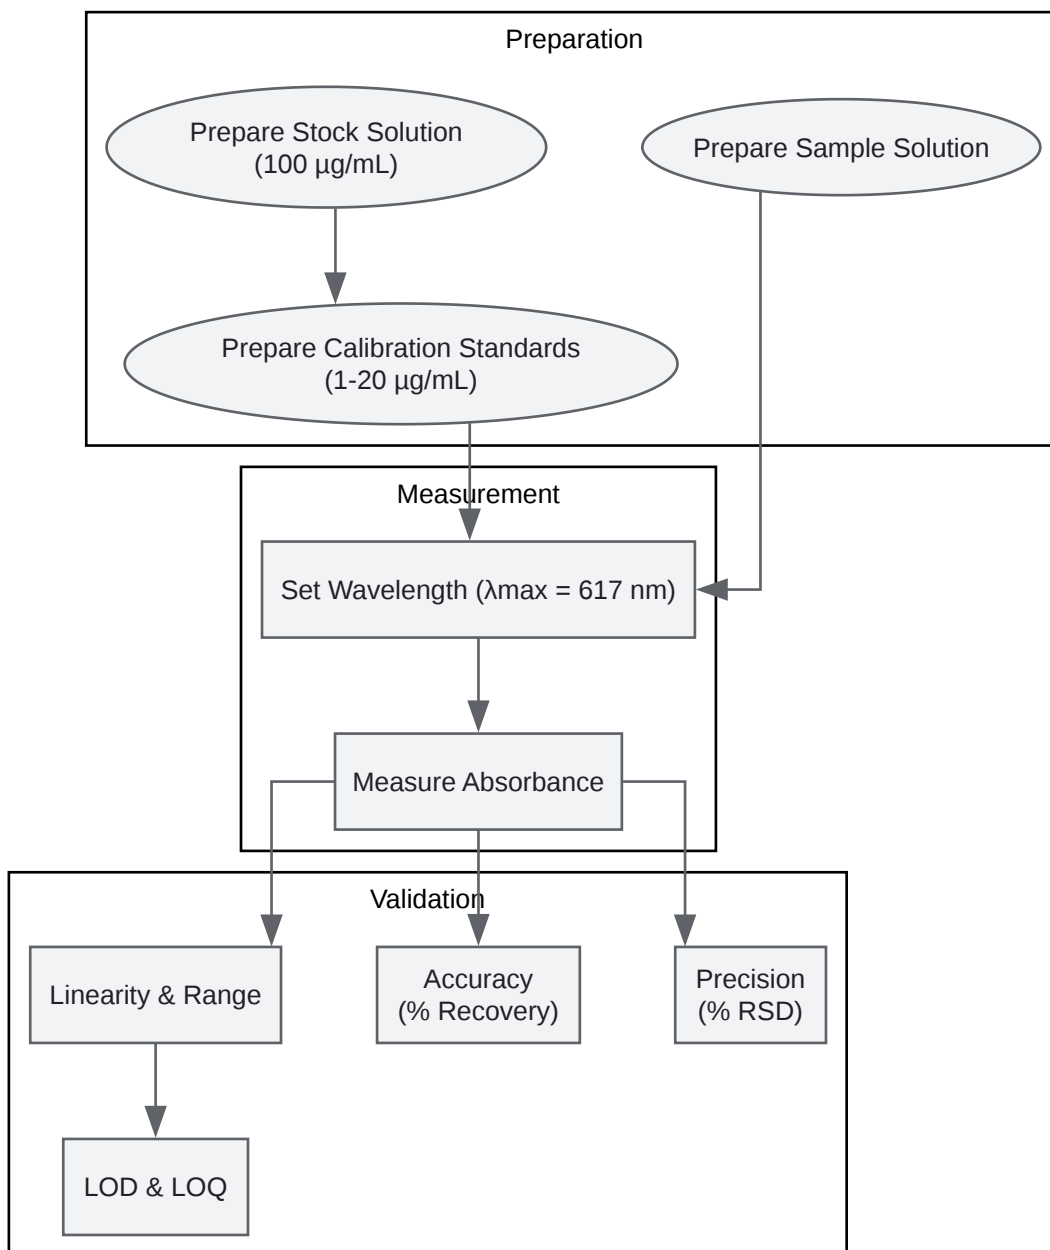 Preparation
Prepare Stock Solution
(100 µg/mL)
Prepare Sample Solution
Prepare Calibration Standards
(1-20 µg/mL)
Measurement
Set Wavelength (λmax = 617 nm)
Measure Absorbance
Validation
Linearity & Range
Accuracy
(% Recovery)
Precision
(% RSD)
LOD & LOQ